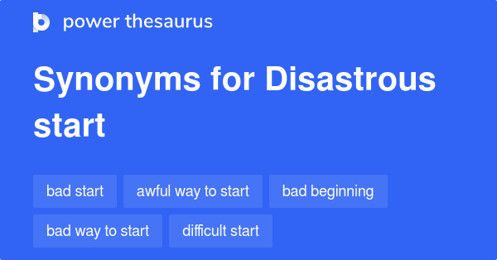 power thesaurus
Synonyms for Disastrous
start
bad start awful way to start bad beginning
bad way to start difficult start